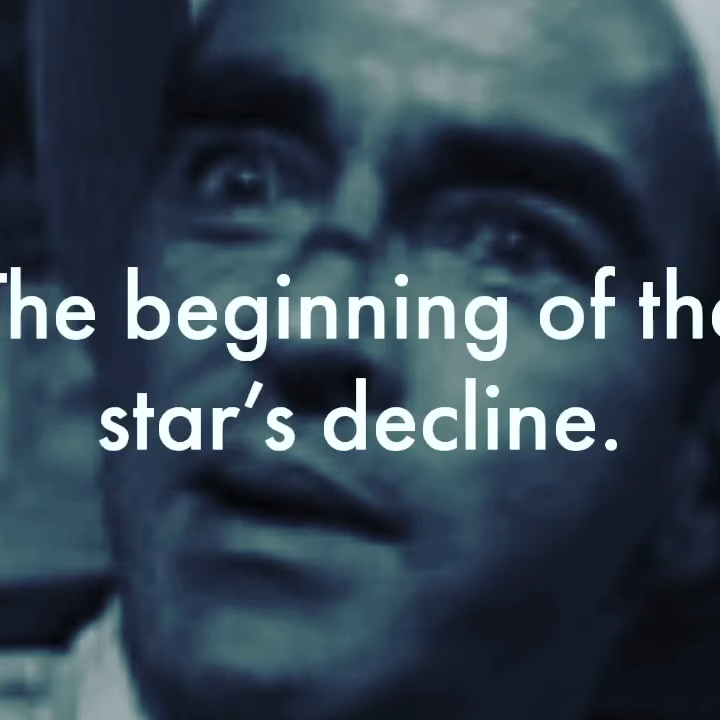 The beginning of the
star’s decline.